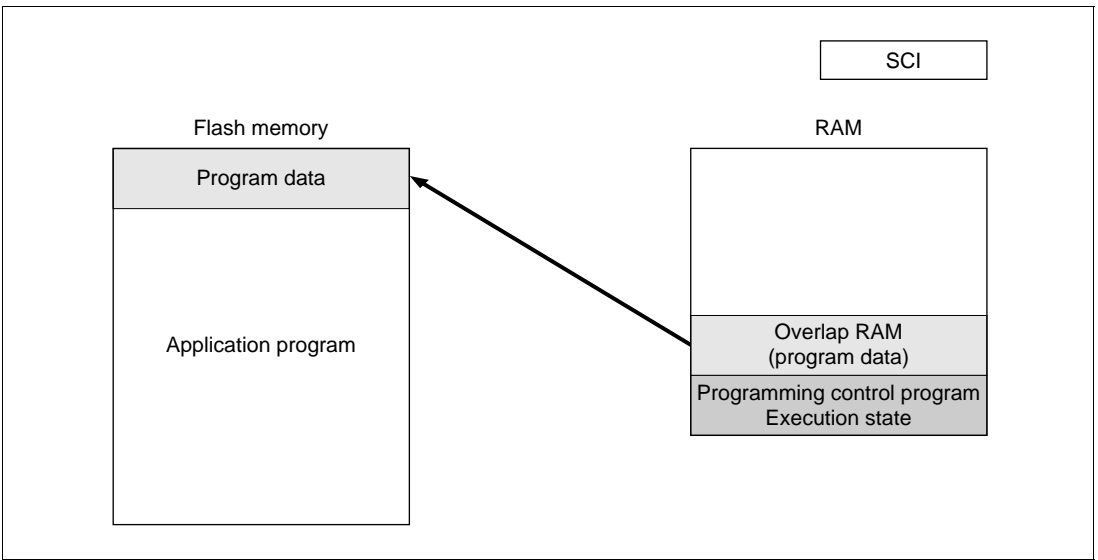 SCI
Flash memory
RAM
Program data
Application program
Overlap RAM
(program data)
Programming control program
Execution state